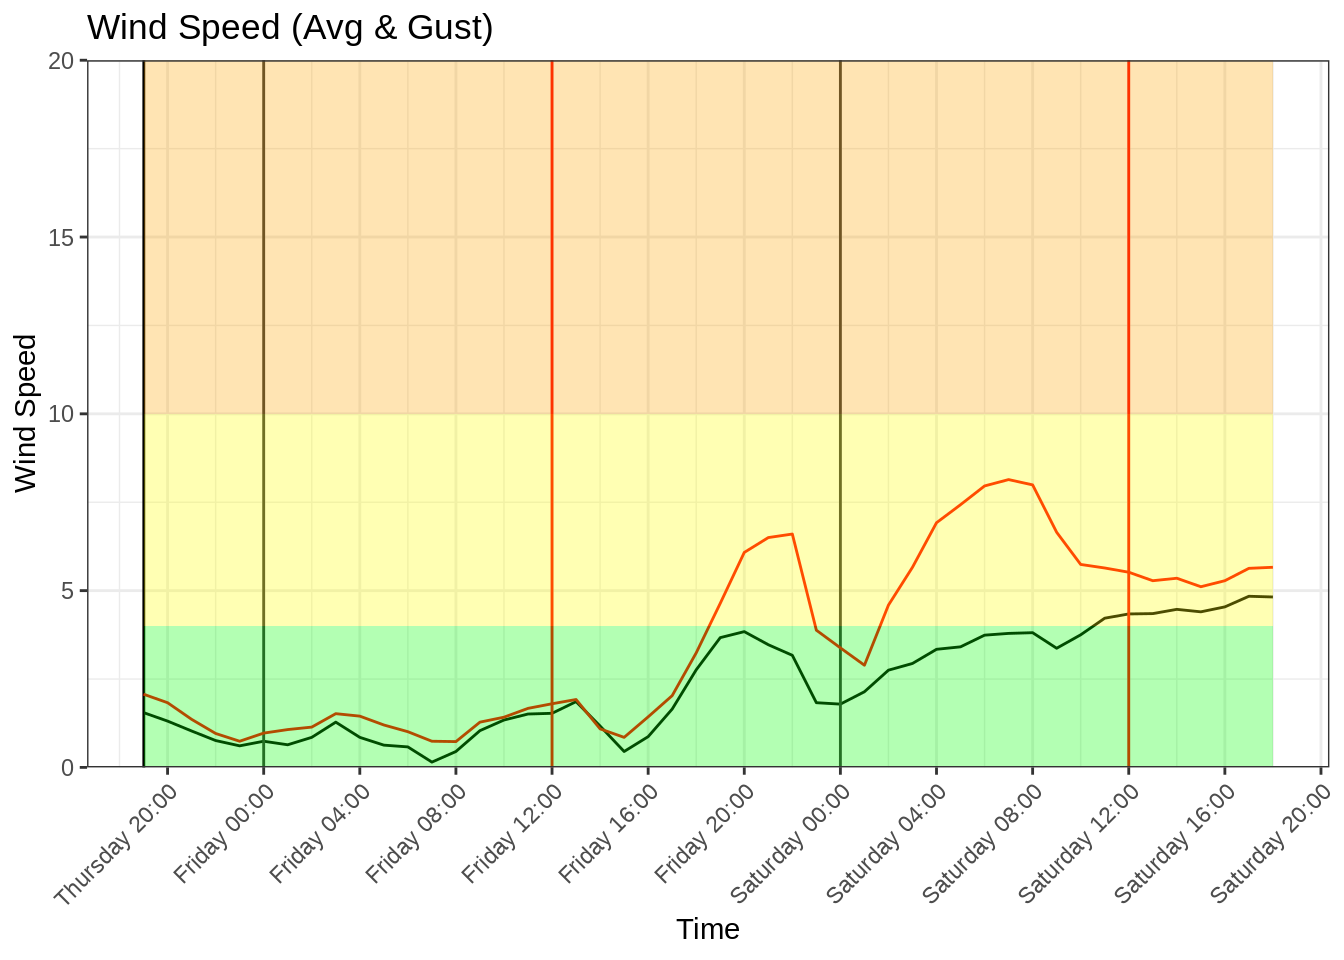 Wind Speed (Avg & Gust)
20
15
10
5
0
Wind Speed
Thursday 20:00
Friday 00:00
Friday 04:00
Friday 08:00
Friday 12:00
Friday 16:00
Friday 20:00
Saturday 00:00
Saturday 04:00
Saturday 08:00
Saturday 12:00
Saturday 16:00
Saturday 20:00
Time